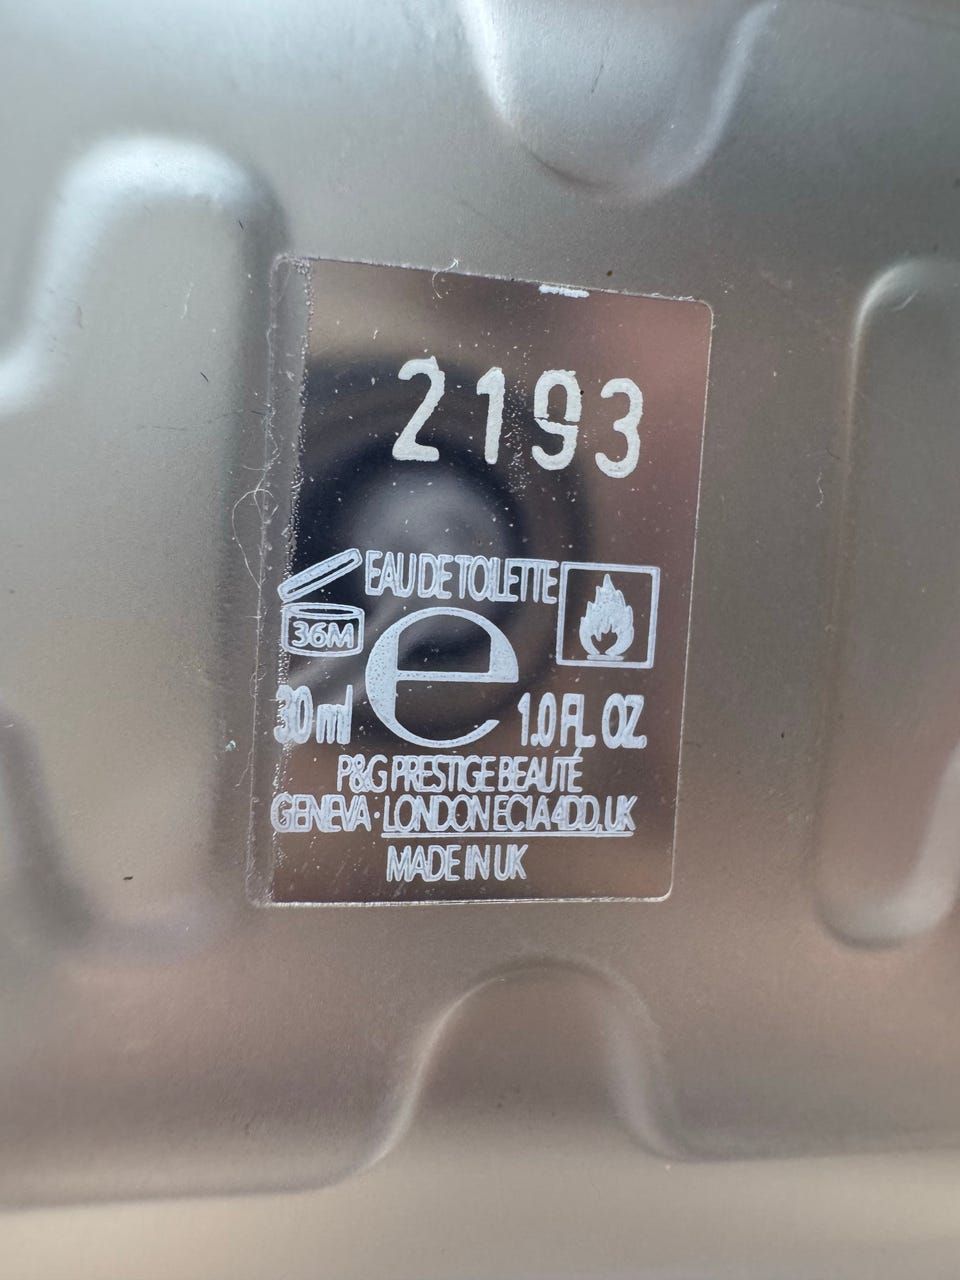 2193
EAU DE TOILETTE
36M
30 ml e 1.0 FL. OZ.
P&G PRESTIGE BEAUTÉ
GENEVA · LONDON EC1A 4DD, UK
MADE IN UK